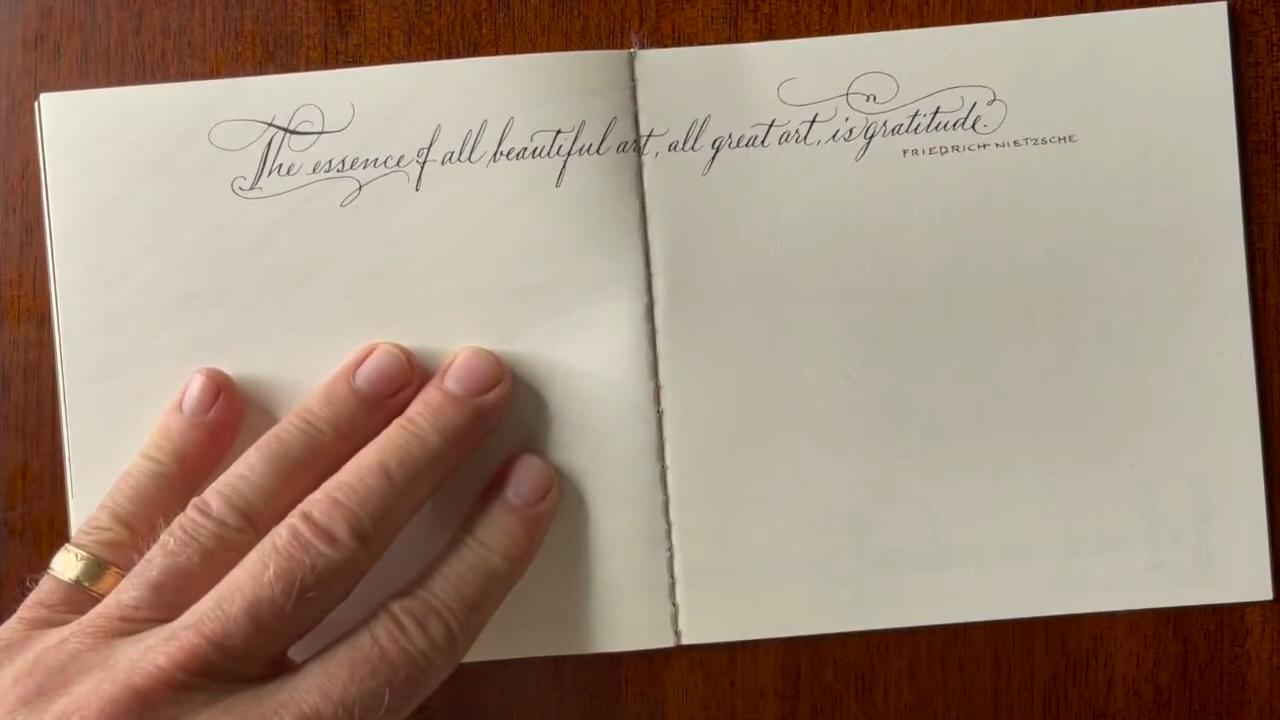 The essence of all beautiful art, all great art, is gratitude.
FRIEDRICH NIETZSCHE